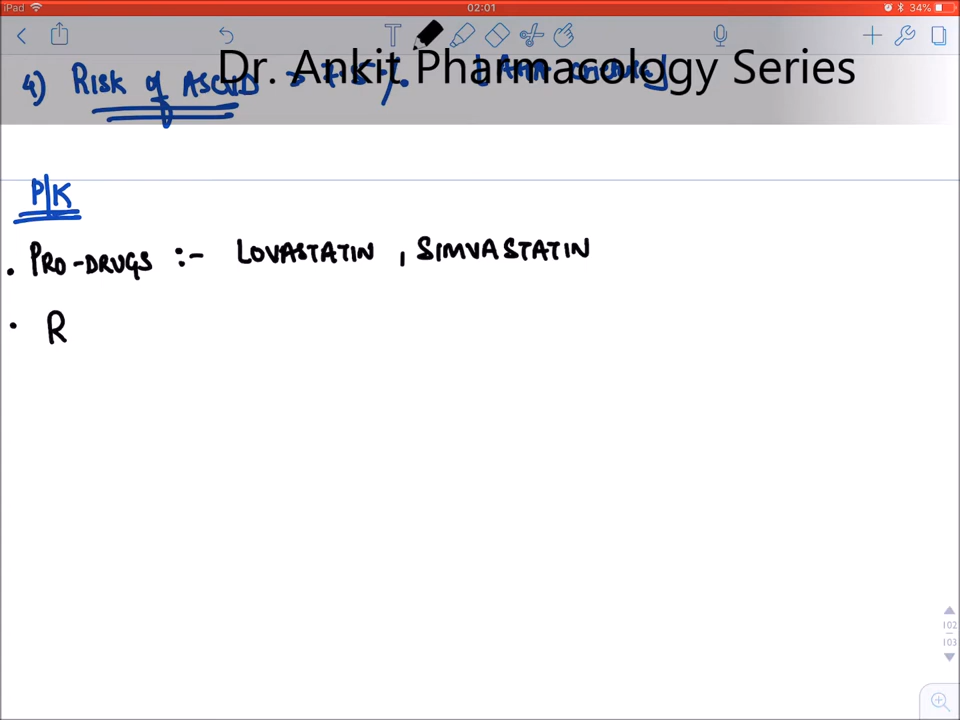 iPad 02:01 34%
Dr. Ankit Pharmacology Series
4) Risk of ASCVD
P/K
• PRO-DRUGS :- LOVASTATIN, SIMVASTATIN
• R
102
103